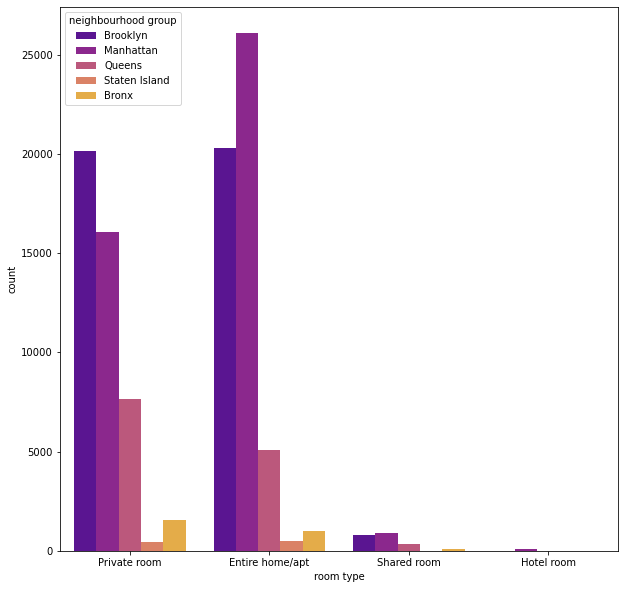 neighbourhood group
Brooklyn
Manhattan
Queens
Staten Island
Bronx
25000
20000
15000
10000
5000
0
count
Private room
Entire home/apt
Shared room
Hotel room
room type